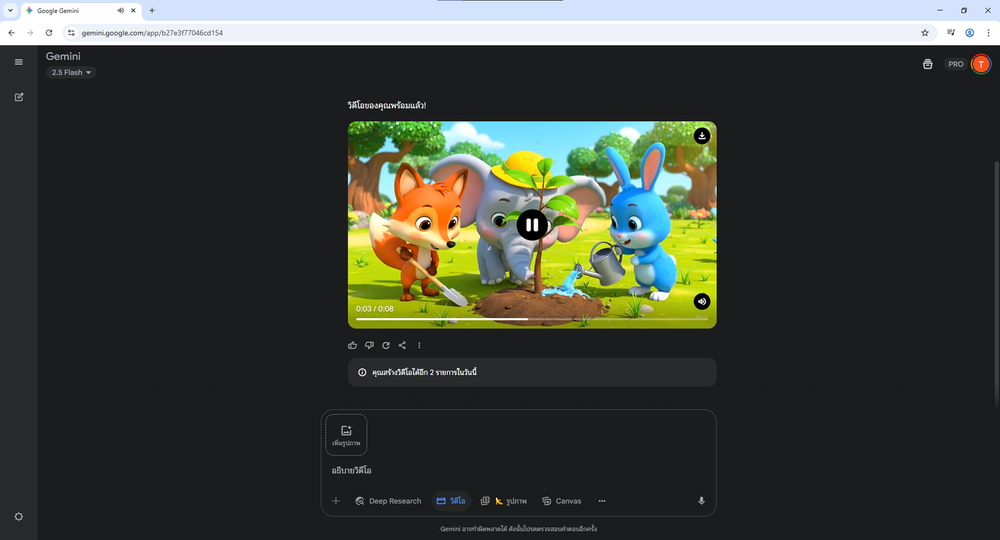 Google Gemini
gemini.google.com/app/b27e3f77046cd154
Gemini
2.5 Flash
PRO
T
วิดีโอของคุณพร้อมแล้ว!
0:03 / 0:08
Veo
คุณสร้างวิดีโอได้อีก 2 รายการในวันนี้
เพิ่มรูปภาพ
อธิบายวิดีโอ
Deep Research วิดีโอ รูปภาพ Canvas
Gemini อาจทำผิดพลาดได้ ดังนั้นโปรดตรวจสอบคำตอบอีกครั้ง